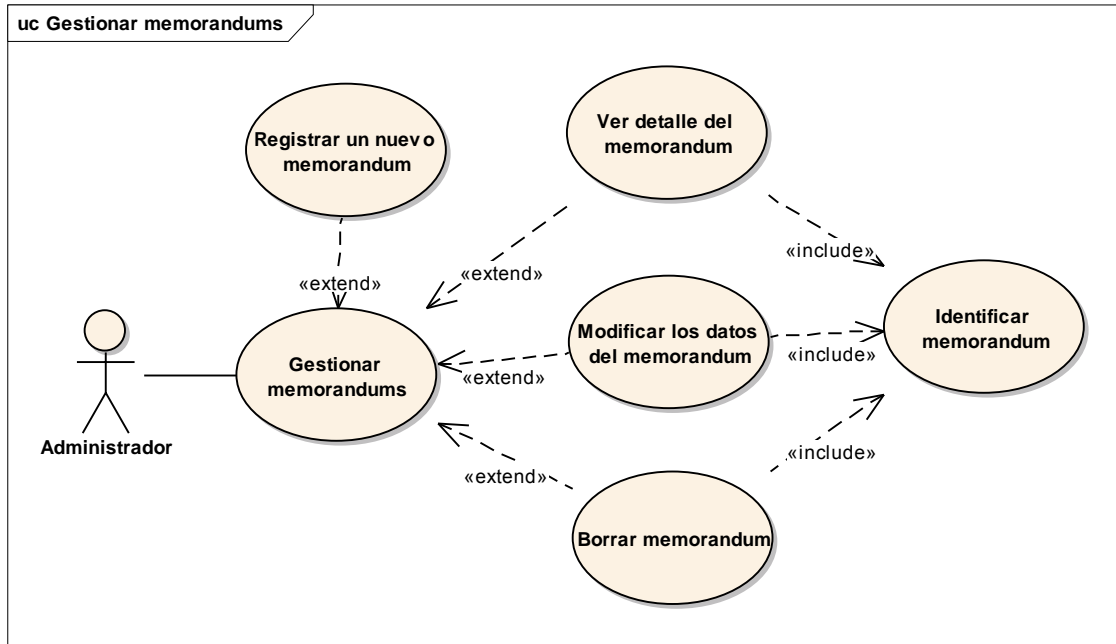 uc Gestionar memorandums
Registrar un nuevo
memorandum
Ver detalle del
memorandum
«extend»
«extend»
«include»
Administrador
Gestionar
memorandums
«extend»
Modificar los datos
del memorandum
«include»
Identificar
memorandum
«extend»
«include»
Borrar memorandum